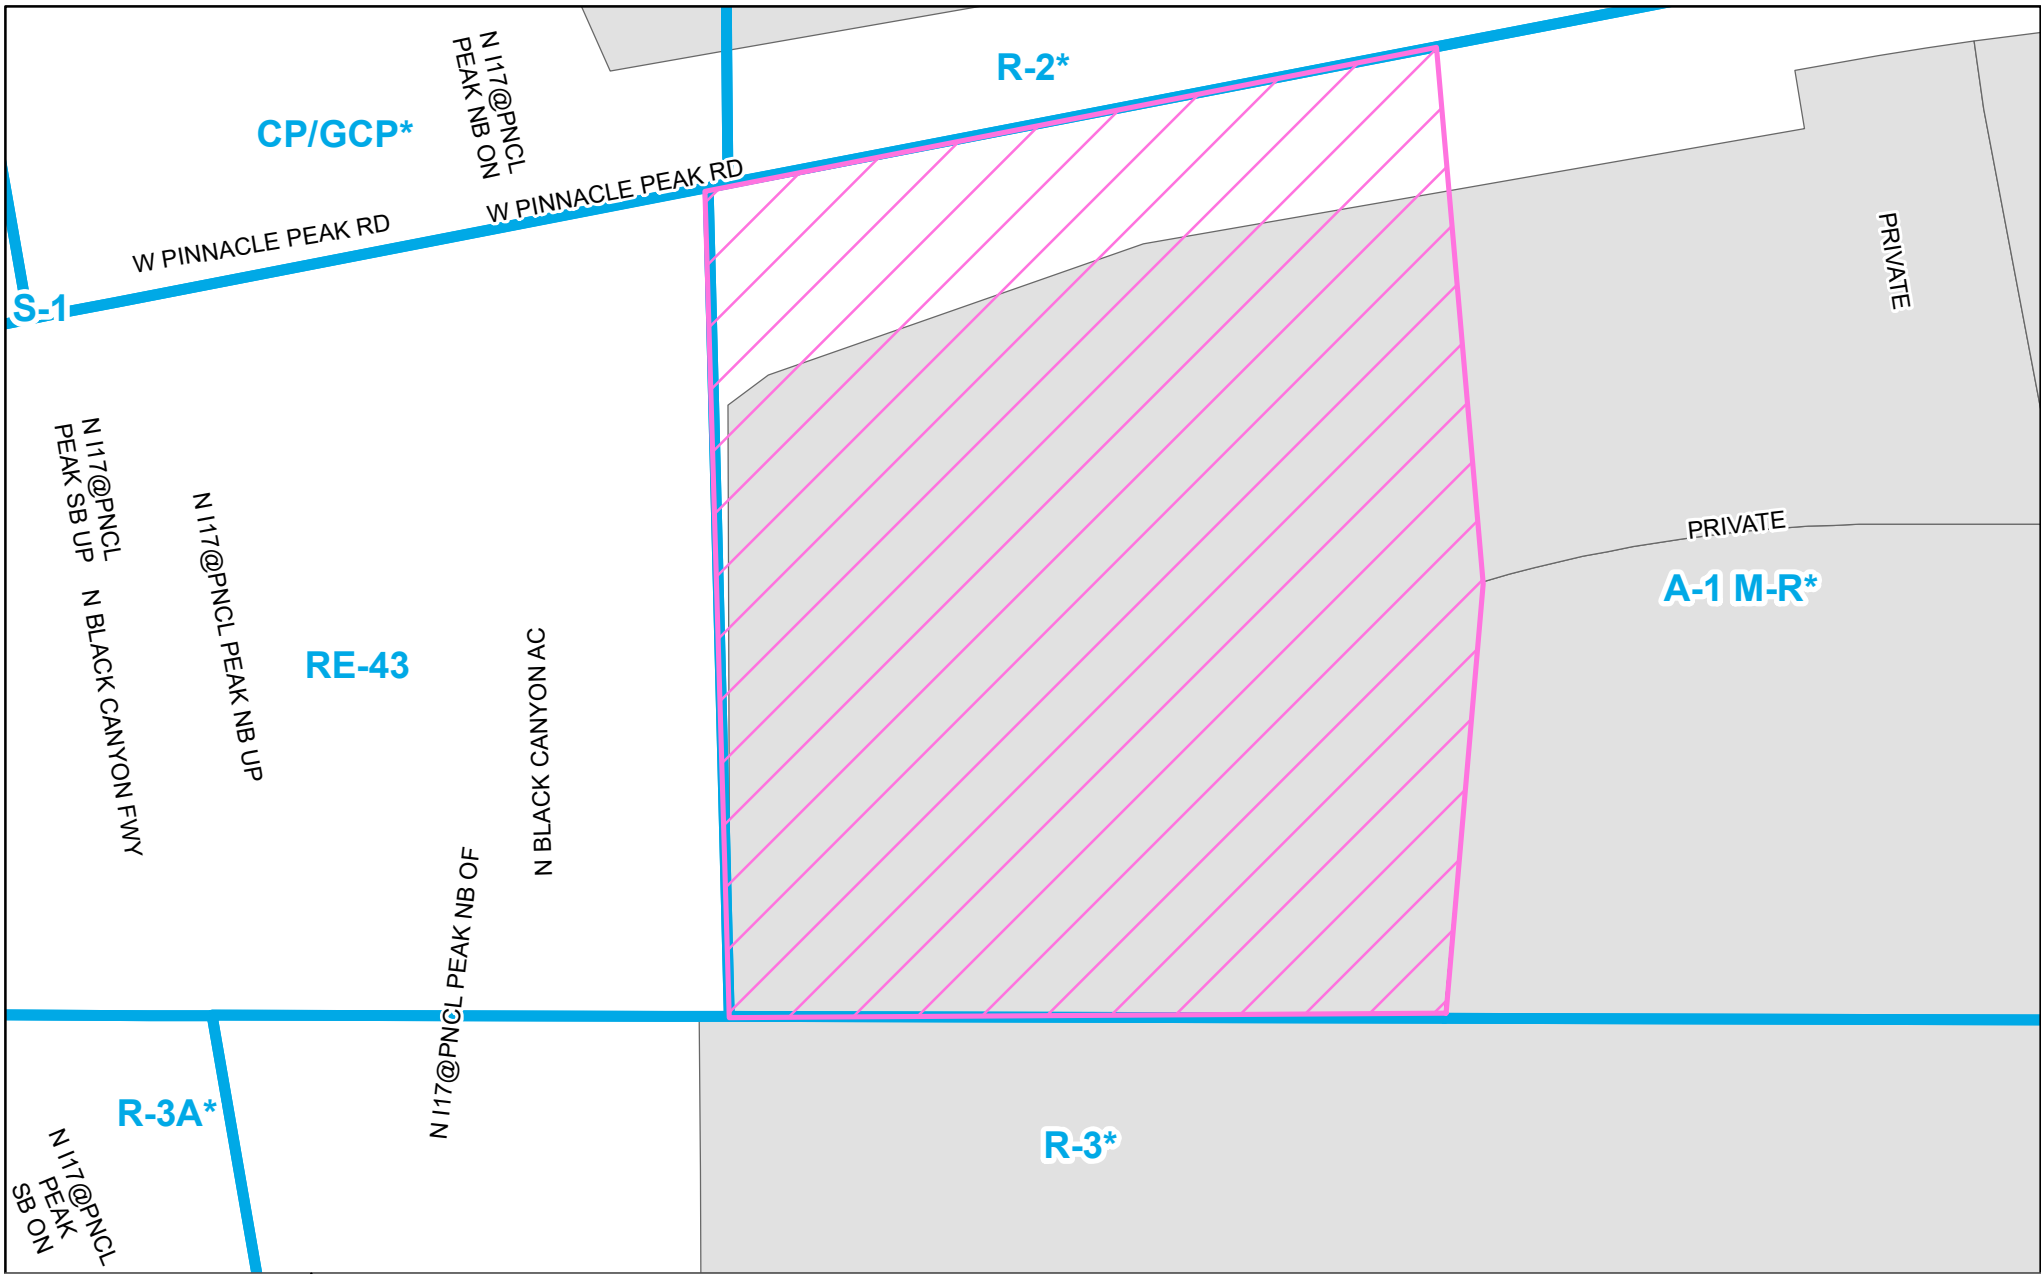 N I17@PNCL
PEAK NB ON
R-2*
CP/GCP*
W PINNACLE PEAK RD
W PINNACLE PEAK RD
S-1
PRIVATE
N I17@PNCL
PEAK SB UP
N I17@PNCL PEAK NB UP
PRIVATE
A-1 M-R*
N BLACK CANYON FWY
RE-43
N BLACK CANYON AC
N I17@PNCL PEAK NB OF
R-3A*
R-3*
N I17@PNCL
PEAK
SB ON